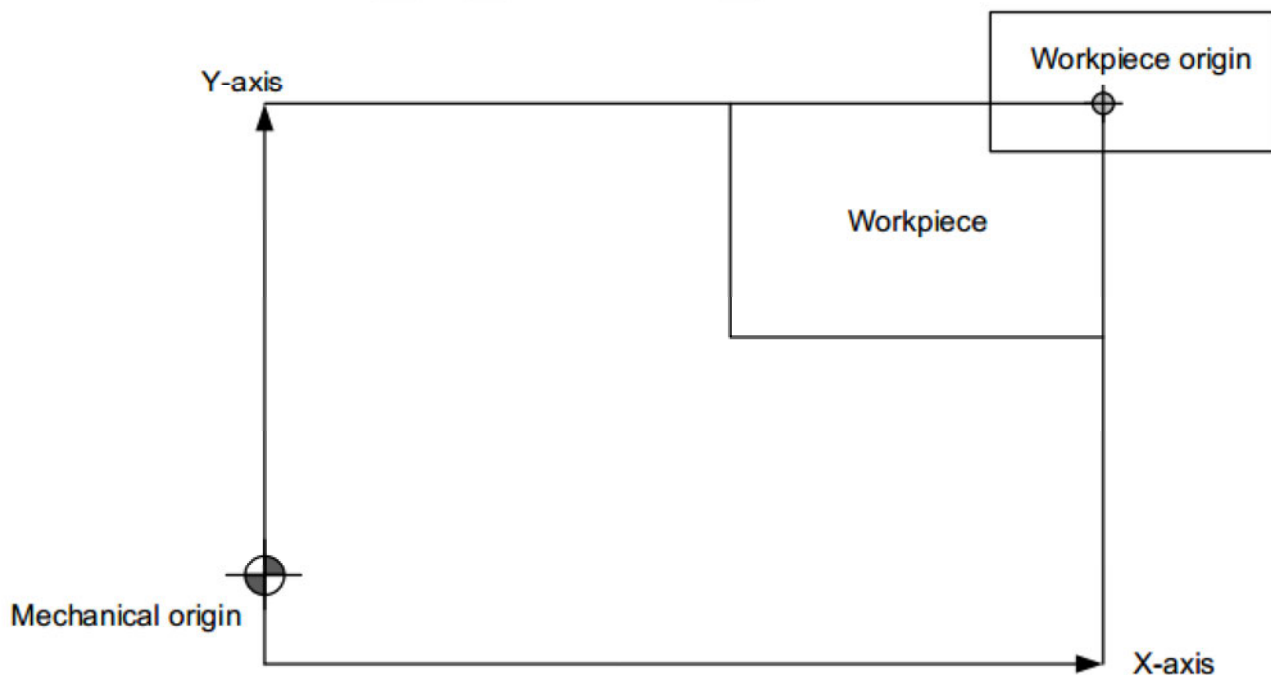 Workpiece origin
Y-axis
Workpiece
Mechanical origin
X-axis